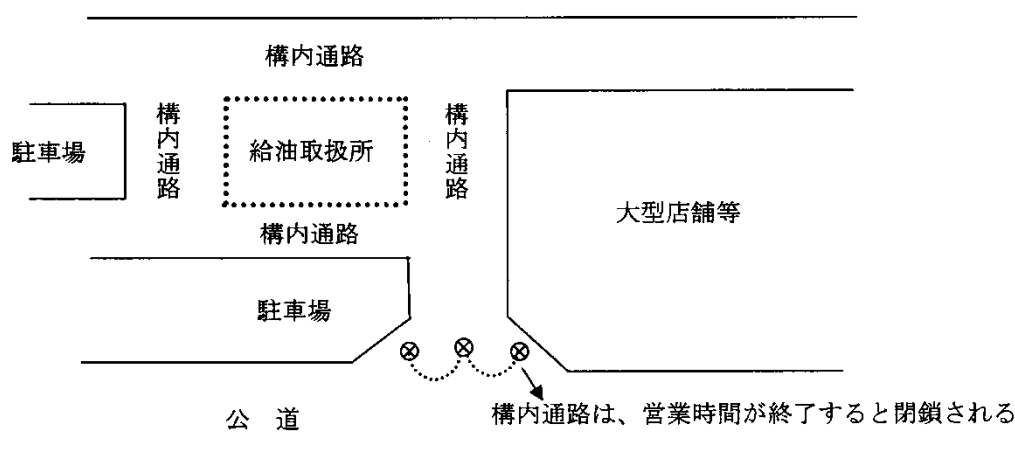 構内通路
構内通路
構内通路
駐車場
給油取扱所
大型店舗等
構内通路
駐車場
公道
構内通路は、営業時間が終了すると閉鎖される